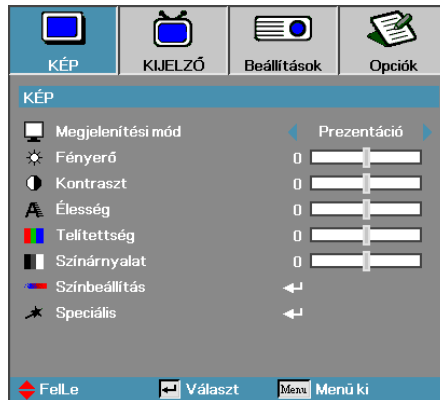 KÉP KIJELZŐ Beállítások Opciók
KÉP
Megjelenítési mód Prezentáció
Fényerő 0
Kontraszt 0
Élesség 0
Telítettség 0
Színárnyalat 0
Színbeállítás
Speciális
FelLe Választ Menu Menü ki